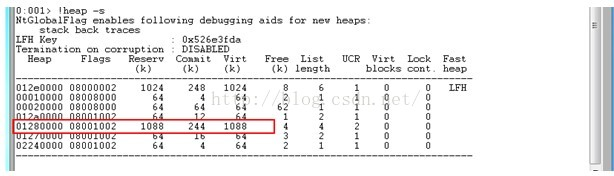 0:001> !heap -s
NtGlobalFlag enables following debugging aids for new heaps:
stack back traces
LFH Key : 0x526e3fda
Termination on corruption : DISABLED
Heap Flags Reserv Commit Virt Free List UCR Virt Lock Fast
(k) (k) (k) (k) length blocks cont. heap
012e0000 08000002 1024 248 1024 8 6 1 0 0 LFH
00010000 08008000 64 4 64 2 1 1 0 0
00020000 08008000 64 64 64 62 1 1 0 0
012a0000 08001002 64 12 64 1 2 1 0 0
01280000 08001002 1088 244 1088 4 4 2 0 0
01270000 08001002 64 16 64 3 2 1 0 0
02240000 08001002 64 4 64 2 1 1 0 0
http://blog.csdn.net/